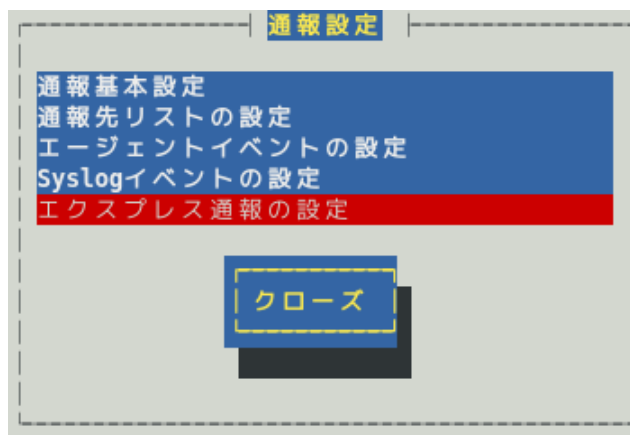 通報設定
通報基本設定
通報先リストの設定
エージェントイベントの設定
Syslogイベントの設定
エクスプレス通報の設定
クローズ